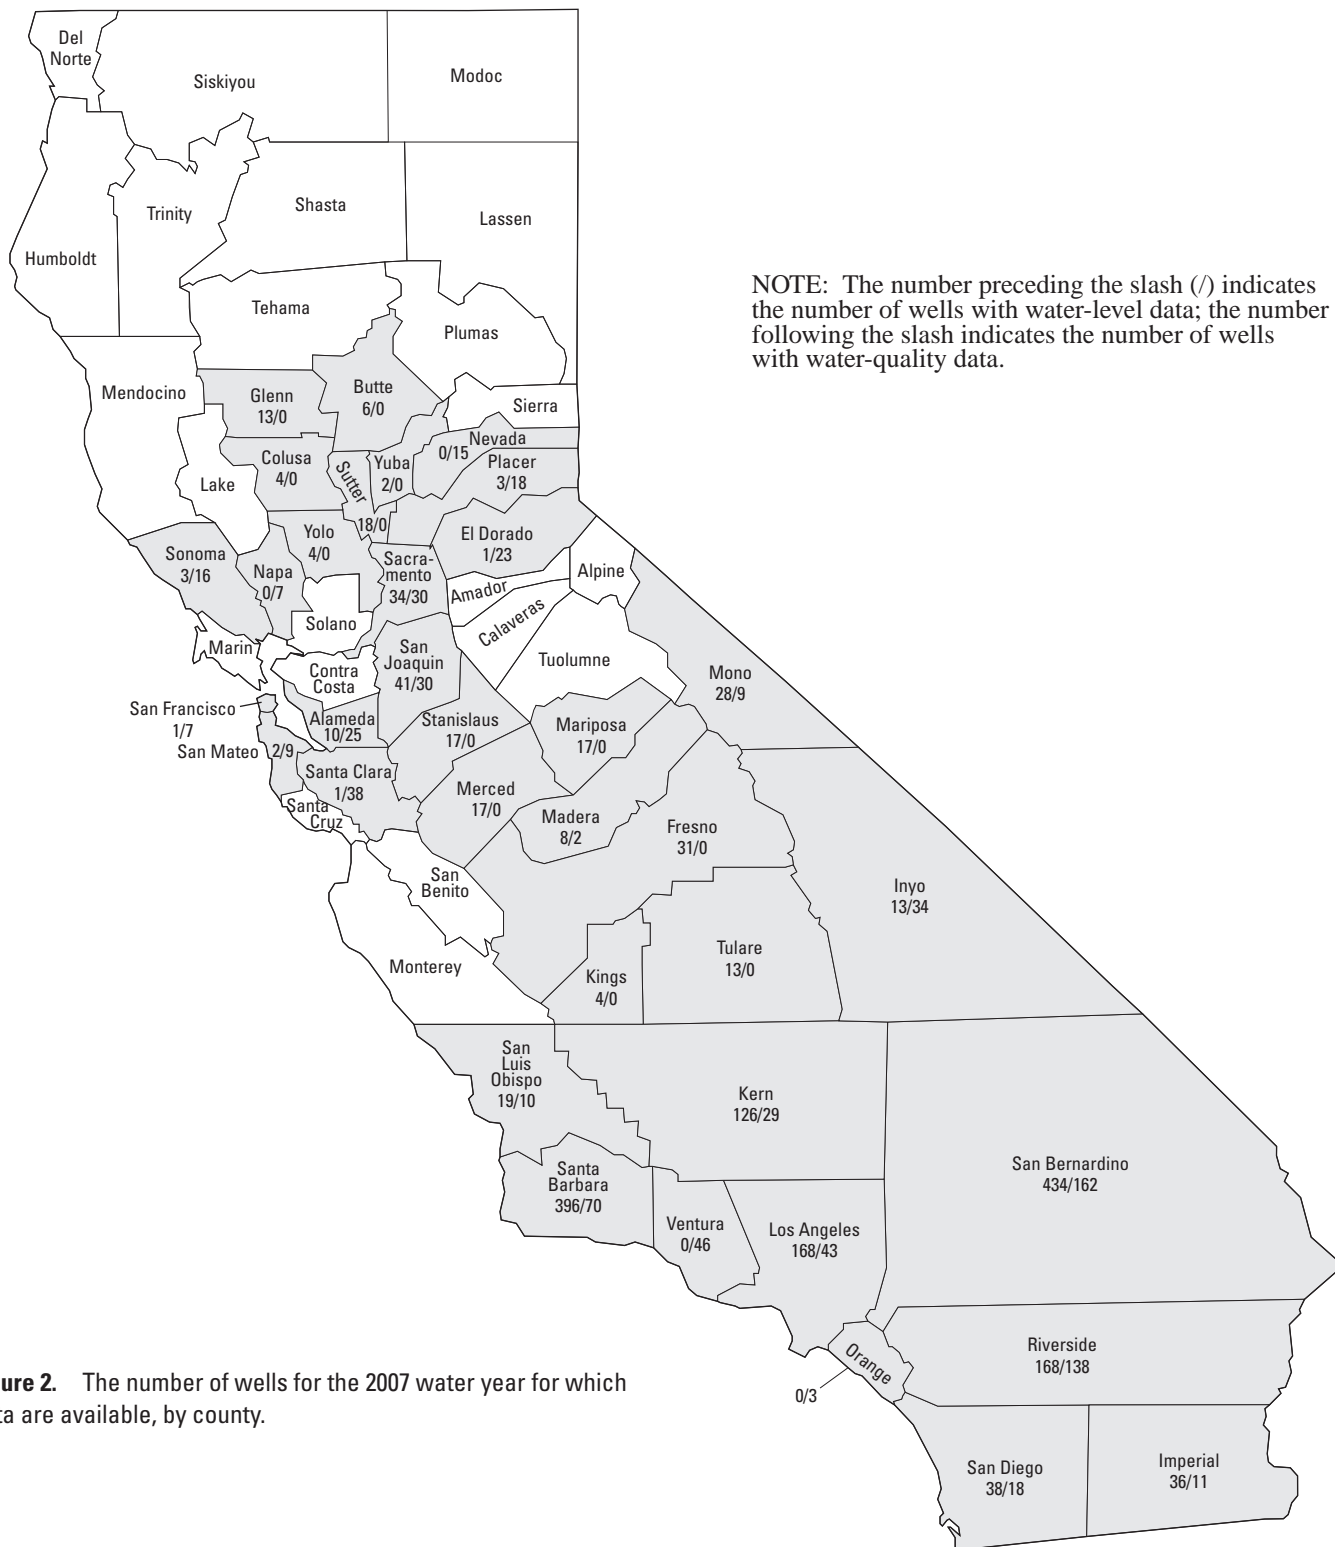 Del
Norte
Siskiyou
Modoc
Humboldt
Trinity
Shasta
Lassen
Tehama
Plumas
NOTE: The number preceding the slash (/) indicates
the number of wells with water-level data; the number
following the slash indicates the number of wells
with water-quality data.
Mendocino
Glenn
13/0
Butte
6/0
Sierra
Lake
Colusa
4/0
Sutter
18/0
Yuba
2/0
Nevada
0/15
Placer
3/18
Sonoma
3/16
Napa
0/7
Yolo
4/0
Sacra-
mento
34/30
El Dorado
1/23
Amador
Alpine
Solano
Calaveras
Marin
Contra
Costa
San
Joaquin
41/30
Tuolumne
Mono
28/9
San Francisco
1/7
San Mateo
2/9
Alameda
10/25
Stanislaus
17/0
Mariposa
17/0
Santa Clara
1/38
Santa
Cruz
Merced
17/0
Madera
8/2
Fresno
31/0
San
Benito
Inyo
13/34
Monterey
Kings
4/0
Tulare
13/0
San
Luis
Obispo
19/10
Kern
126/29
San Bernardino
434/162
Santa
Barbara
396/70
Ventura
0/46
Los Angeles
168/43
Orange
0/3
Riverside
168/138
San Diego
38/18
Imperial
36/11
ure 2. The number of wells for the 2007 water year for which
ta are available, by county.